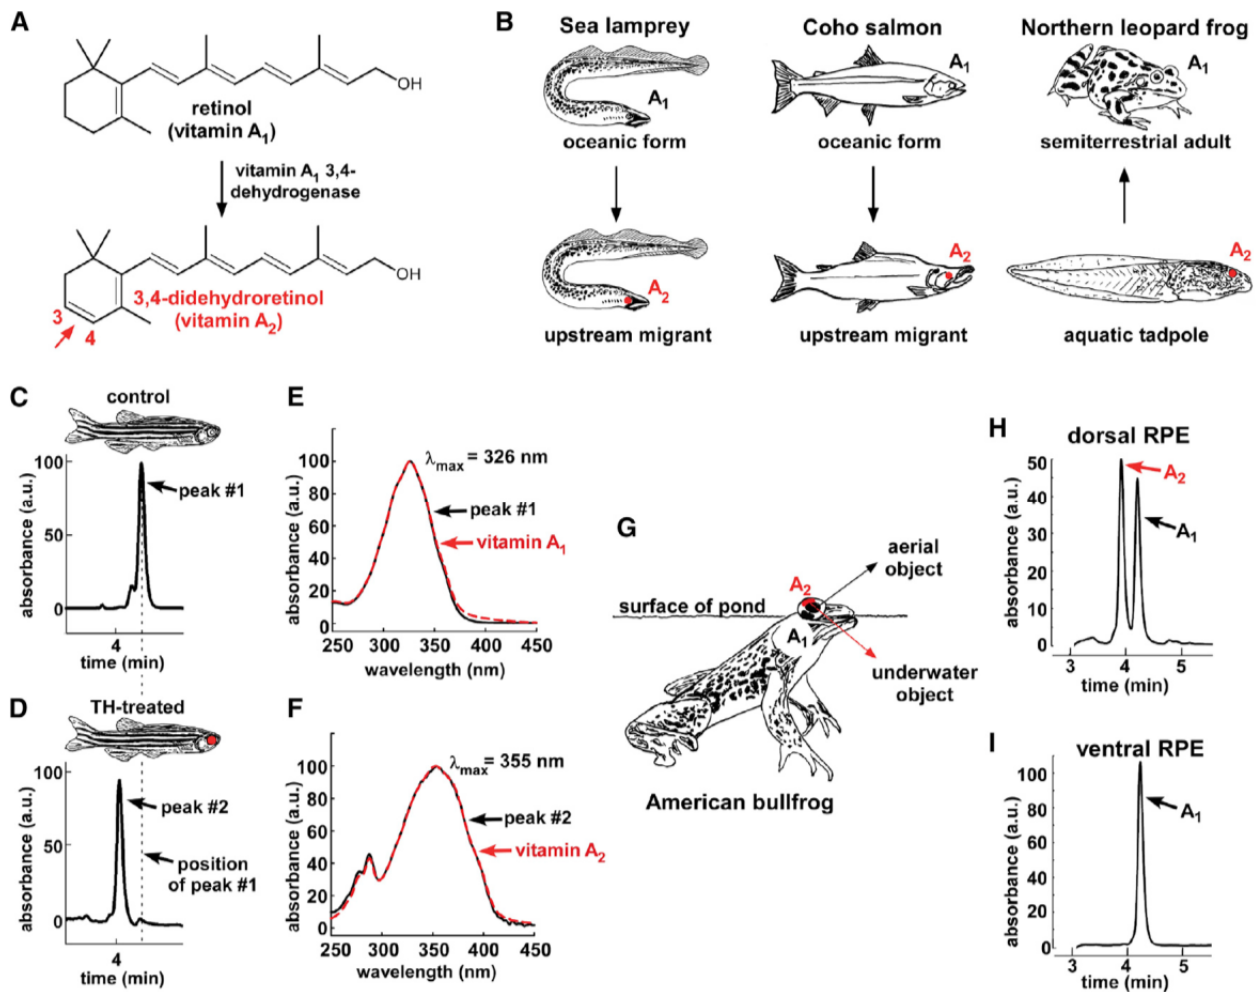 A
OH
retinol
(vitamin A₁)
vitamin A₁ 3,4-
dehydrogenase
OH
3,4-didehydroretinol
(vitamin A₂)
3
4
B
Sea lamprey
A₁
oceanic form
A₂
upstream migrant
Coho salmon
A₁
oceanic form
A₂
upstream migrant
Northern leopard frog
A₁
semiterrestrial adult
A₂
aquatic tadpole
C
control
absorbance (a.u.)
100
50
0
peak #1
4
time (min)
D
TH-treated
absorbance (a.u.)
100
50
0
peak #2
position
of peak #1
4
time (min)
E
absorbance (a.u.)
100
80
60
40
20
0
λmax = 326 nm
peak #1
vitamin A₁
250 300 350 400 450
wavelength (nm)
F
absorbance (a.u.)
100
80
60
40
20
0
λmax = 355 nm
peak #2
vitamin A₂
250 300 350 400 450
wavelength (nm)
G
surface of pond
A₂
A₁
aerial
object
underwater
object
American bullfrog
H
dorsal RPE
absorbance (a.u.)
50
40
30
20
10
0
A₂
A₁
3 4 5
time (min)
I
ventral RPE
absorbance (a.u.)
100
80
60
40
20
0
A₁
3 4 5
time (min)